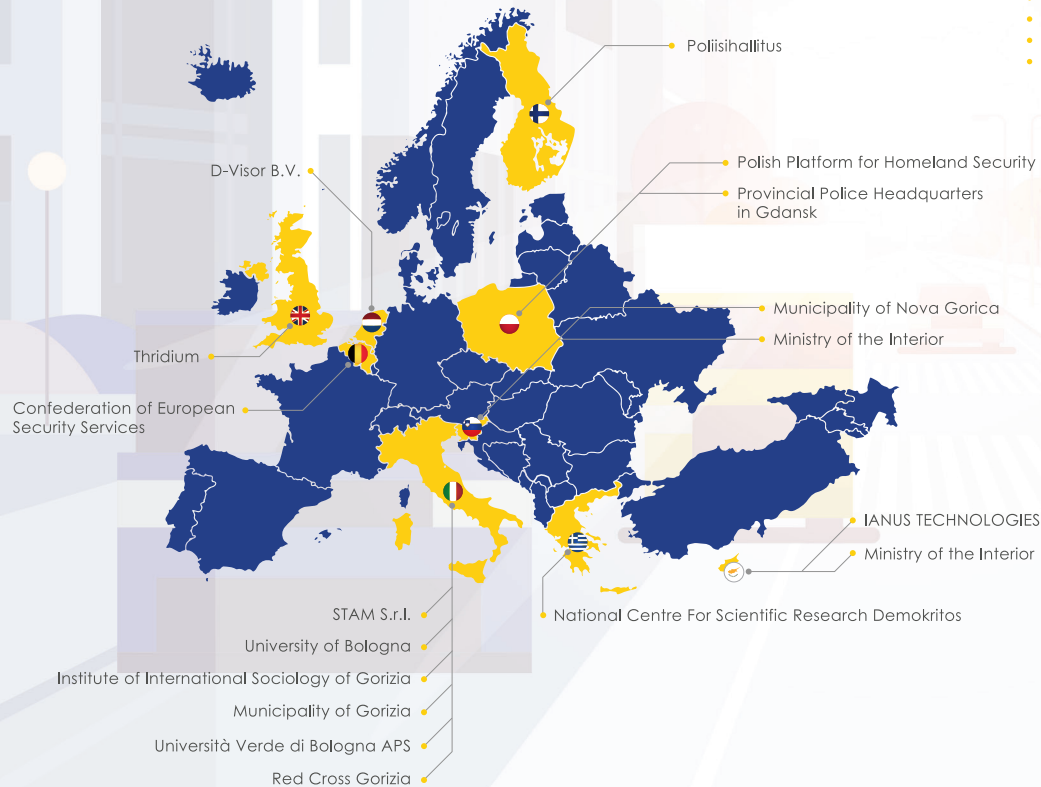 Poliisihallitus
D-Visor B.V.
Polish Platform for Homeland Security
Provincial Police Headquarters
in Gdansk
Municipality of Nova Gorica
Ministry of the Interior
Thridium
Confederation of European
Security Services
IANUS TECHNOLOGIES
Ministry of the Interior
National Centre For Scientific Research Demokritos
STAM S.r.l.
University of Bologna
Institute of International Sociology of Gorizia
Municipality of Gorizia
Università Verde di Bologna APS
Red Cross Gorizia